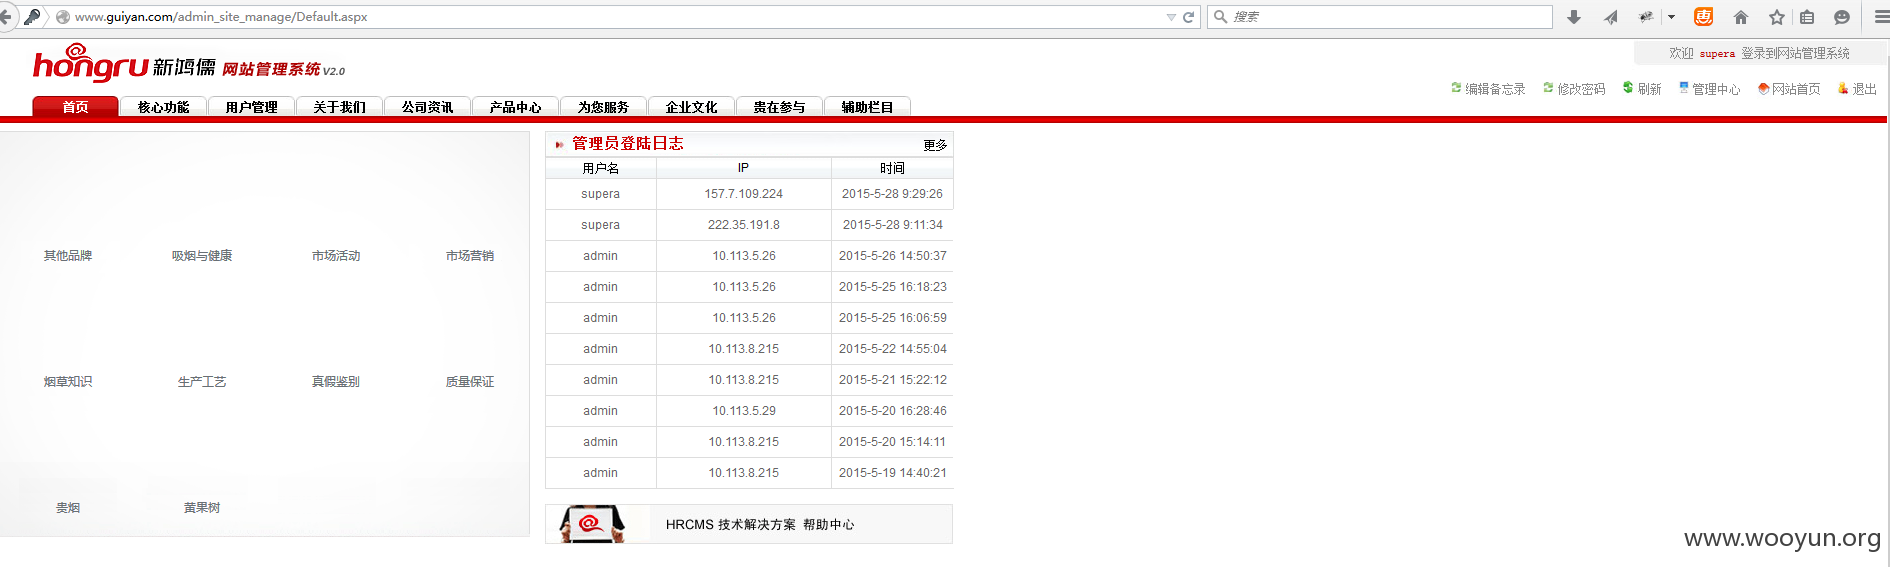 www.guiyan.com/admin_site_manage/Default.aspx
搜索
hongru新鸿儒 网站管理系统 V2.0
欢迎 supera 登录到网站管理系统
编辑备忘录 修改密码 刷新 管理中心 网站首页 退出
首页 核心功能 用户管理 关于我们 公司资讯 产品中心 为您服务 企业文化 贵在参与 辅助栏目
其他品牌 吸烟与健康 市场活动 市场营销
烟草知识 生产工艺 真假鉴别 质量保证
贵烟 黄果树
管理员登陆日志 更多
用户名 IP 时间
supera 157.7.109.224 2015-5-28 9:29:26
supera 222.35.191.8 2015-5-28 9:11:34
admin 10.113.5.26 2015-5-26 14:50:37
admin 10.113.5.26 2015-5-25 16:18:23
admin 10.113.5.26 2015-5-25 16:06:59
admin 10.113.8.215 2015-5-22 14:55:04
admin 10.113.8.215 2015-5-21 15:22:12
admin 10.113.5.29 2015-5-20 16:28:46
admin 10.113.8.215 2015-5-20 15:14:11
admin 10.113.8.215 2015-5-19 14:40:21
HRCMS 技术解决方案 帮助中心
www.wooyun.org